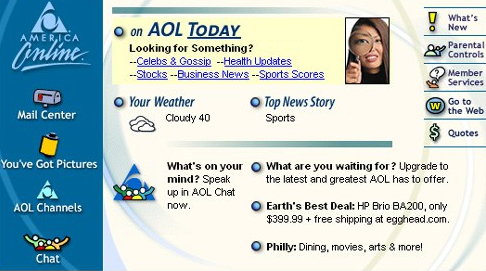 AMERICA
Online
Mail Center
You've Got Pictures
AOL Channels
Chat
on AOL TODAY
Looking for Something?
--Celebs & Gossip --Health Updates
--Stocks --Business News --Sports Scores
Your Weather
Cloudy 40
Top News Story
Sports
What's on your
mind? Speak
up in AOL Chat
now.
What are you waiting for? Upgrade to
the latest and greatest AOL has to offer.
Earth's Best Deal: HP Brio BA200, only
$399.99 + free shipping at egghead.com.
Philly: Dining, movies, arts & more!
What's
New
Parental
Controls
Member
Services
Go to
the Web
Quotes